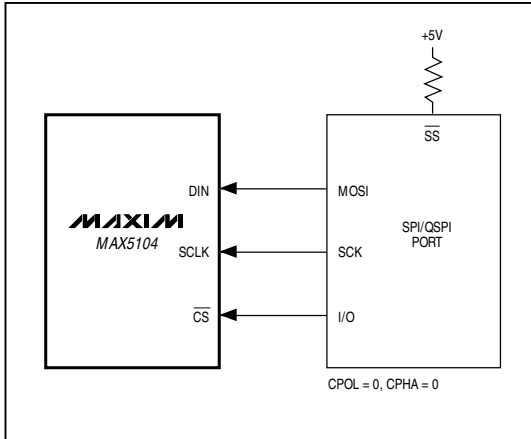 +5V
SS
DIN
MOSI
MAXIM
MAX5104
SPI/QSPI
PORT
SCLK
SCK
CS
I/O
CPOL = 0, CPHA = 0